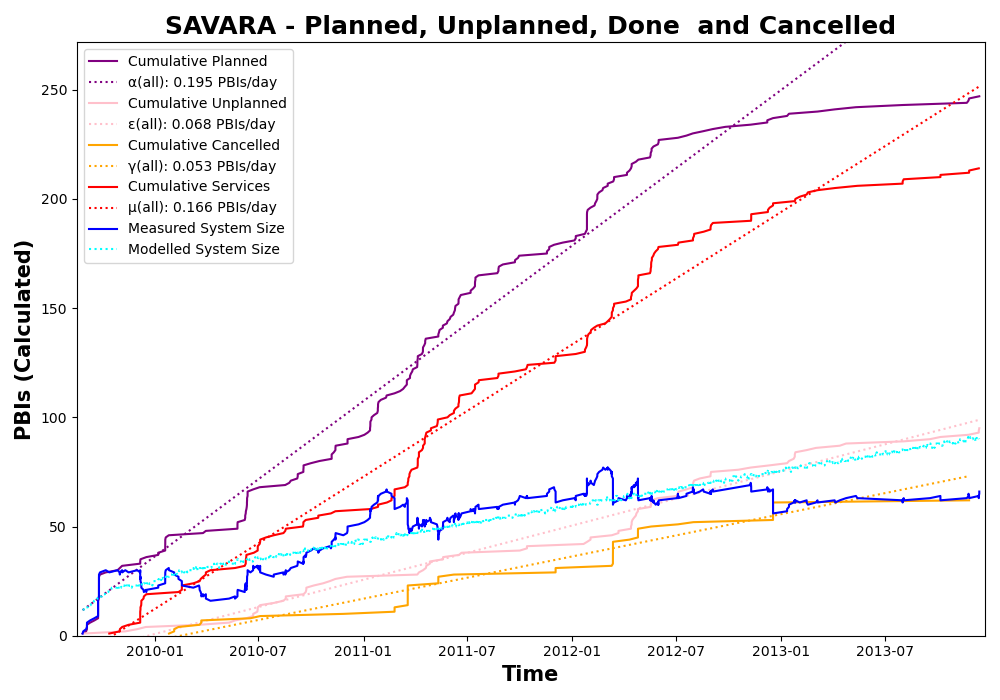 SAVARA - Planned, Unplanned, Done  and Cancelled
PBIs (Calculated)
250
200
150
100
50
0
Cumulative Planned
α(all): 0.195 PBIs/day
Cumulative Unplanned
ε(all): 0.068 PBIs/day
Cumulative Cancelled
γ(all): 0.053 PBIs/day
Cumulative Services
μ(all): 0.166 PBIs/day
Measured System Size
Modelled System Size
2010-01
2010-07
2011-01
2011-07
2012-01
2012-07
2013-01
2013-07
Time